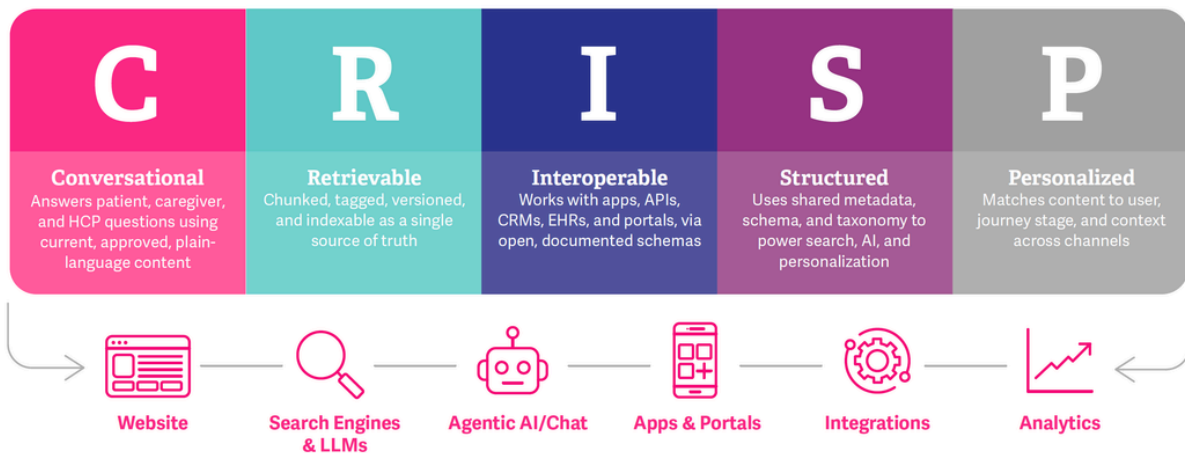 C
R
I
S
P
Conversational
Answers patient, caregiver,
and HCP questions using
current, approved, plain-
language content
Retrievable
Chunked, tagged, versioned,
and indexable as a single
source of truth
Interoperable
Works with apps, APIs,
CRMs, EHRs, and portals, via
open, documented schemas
Structured
Uses shared metadata,
schema, and taxonomy to
power search, AI, and
personalization
Personalized
Matches content to user,
journey stage, and context
across channels
Website
Search Engines
& LLMs
Agentic AI/Chat
Apps & Portals
Integrations
Analytics